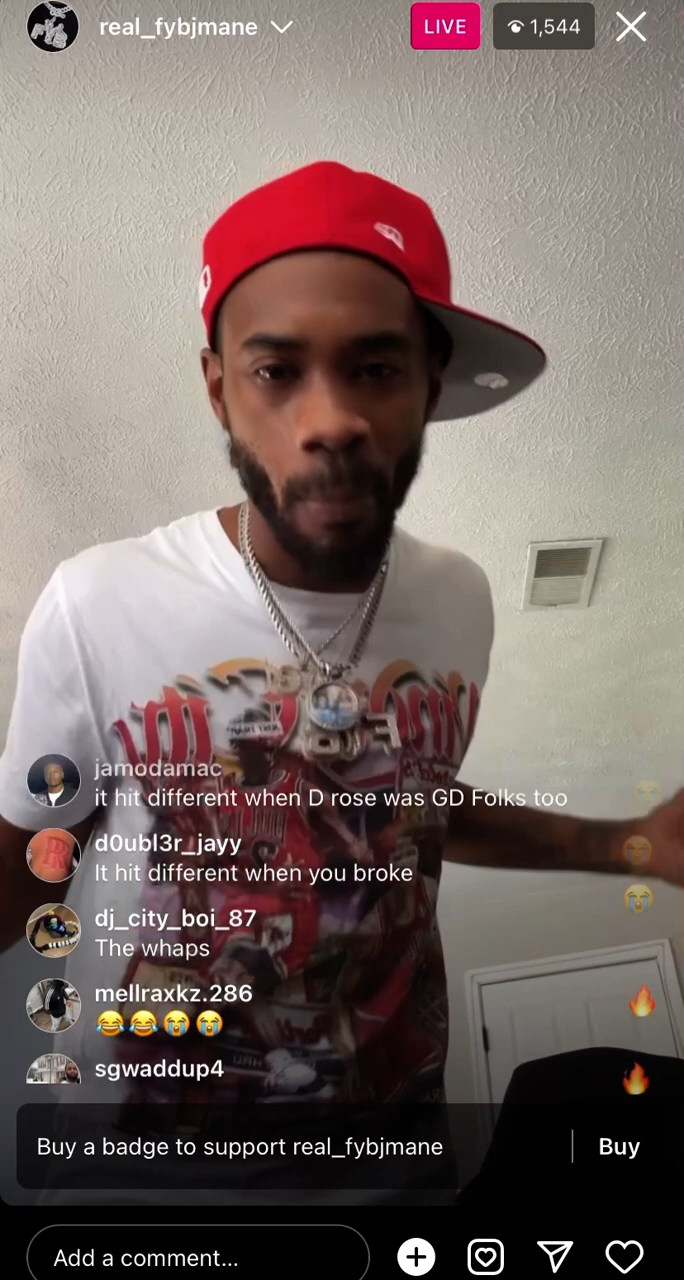 real_fybjmane
LIVE
1,544
jamodamac
it hit different when D rose was GD Folks too
d0ubl3r_jayy
It hit different when you broke
dj_city_boi_87
The whaps
mellraxkz.286
😂😂😭😭
sgwaddup4
Buy a badge to support real_fybjmane
Buy
Add a comment...